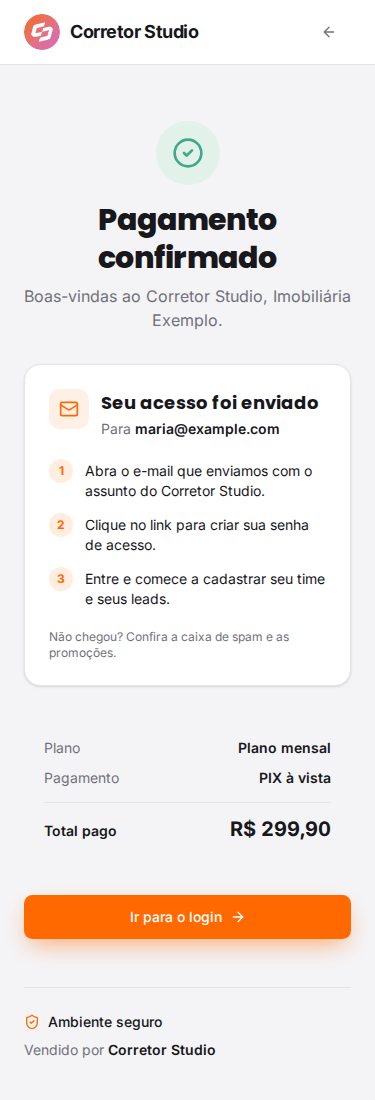 Corretor Studio
Pagamento
confirmado
Boas-vindas ao Corretor Studio, Imobiliária
Exemplo.
Seu acesso foi enviado
Para maria@example.com
1 Abra o e-mail que enviamos com o
assunto do Corretor Studio.
2 Clique no link para criar sua senha
de acesso.
3 Entre e comece a cadastrar seu time
e seus leads.
Não chegou? Confira a caixa de spam e as
promoções.
Plano Plano mensal
Pagamento PIX à vista
Total pago R$ 299,90
Ir para o login →
Ambiente seguro
Vendido por Corretor Studio